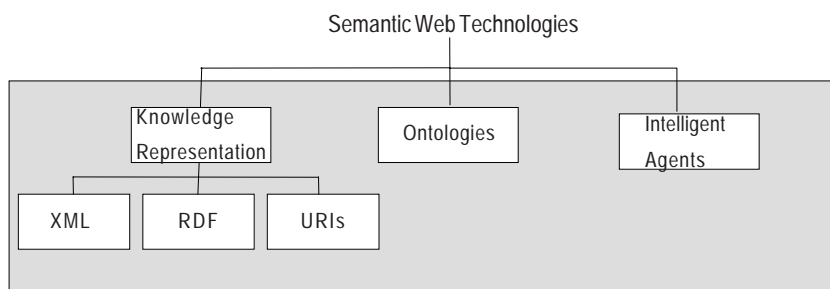 Semantic Web Technologies
Knowledge
Representation
Ontologies
Intelligent
Agents
XML
RDF
URIs